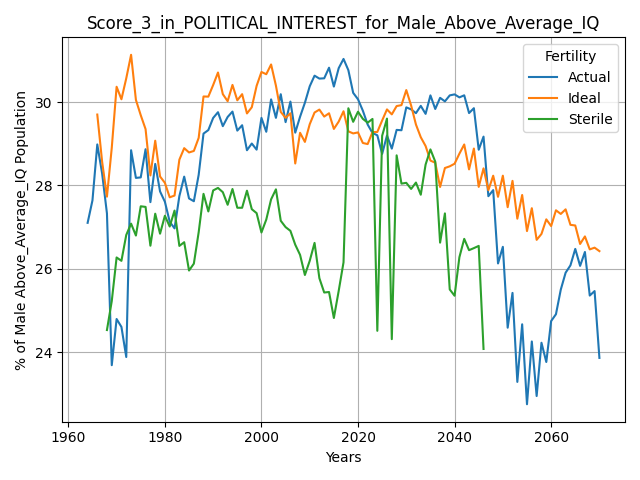 Score_3_in_POLITICAL_INTEREST_for_Male_Above_Average_IQ
% of Male Above_Average_IQ Population
30
28
26
24
Fertility
Actual
Ideal
Sterile
1960 1980 2000 2020 2040 2060
Years